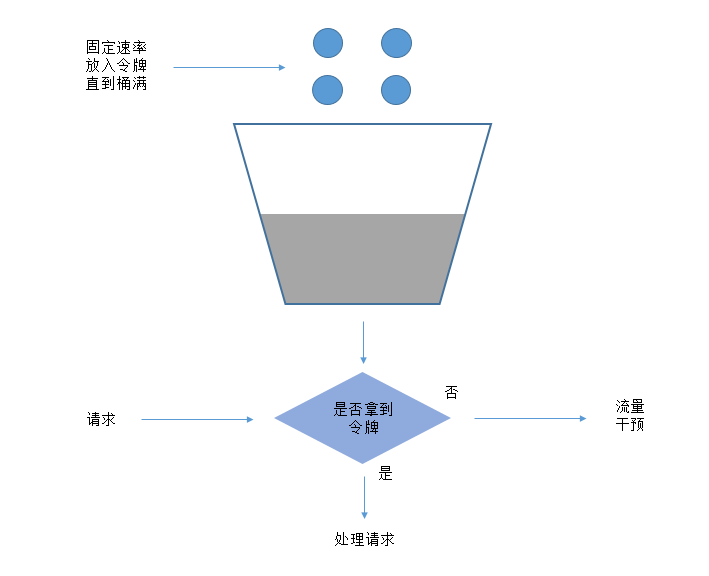 固定速率
放入令牌
直到桶满
请求
是否拿到
令牌
否
流量
干预
是
处理请求